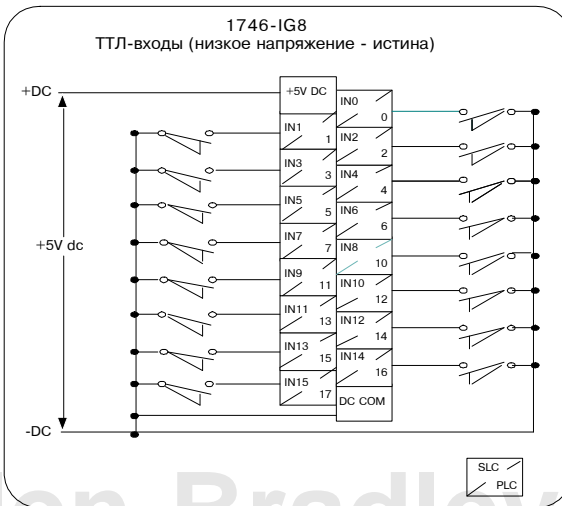 1746-IG8
ТТЛ-входы (низкое напряжение - истина)
+DC
+5V DC
IN0
0
IN1
1
IN2
2
IN3
3
IN4
4
IN5
5
IN6
6
+5V dc
IN7
7
IN8
10
IN9
11
IN10
12
IN11
13
IN12
14
IN13
15
IN14
16
IN15
17
DC COM
-DC
SLC
PLC
len-Bradley